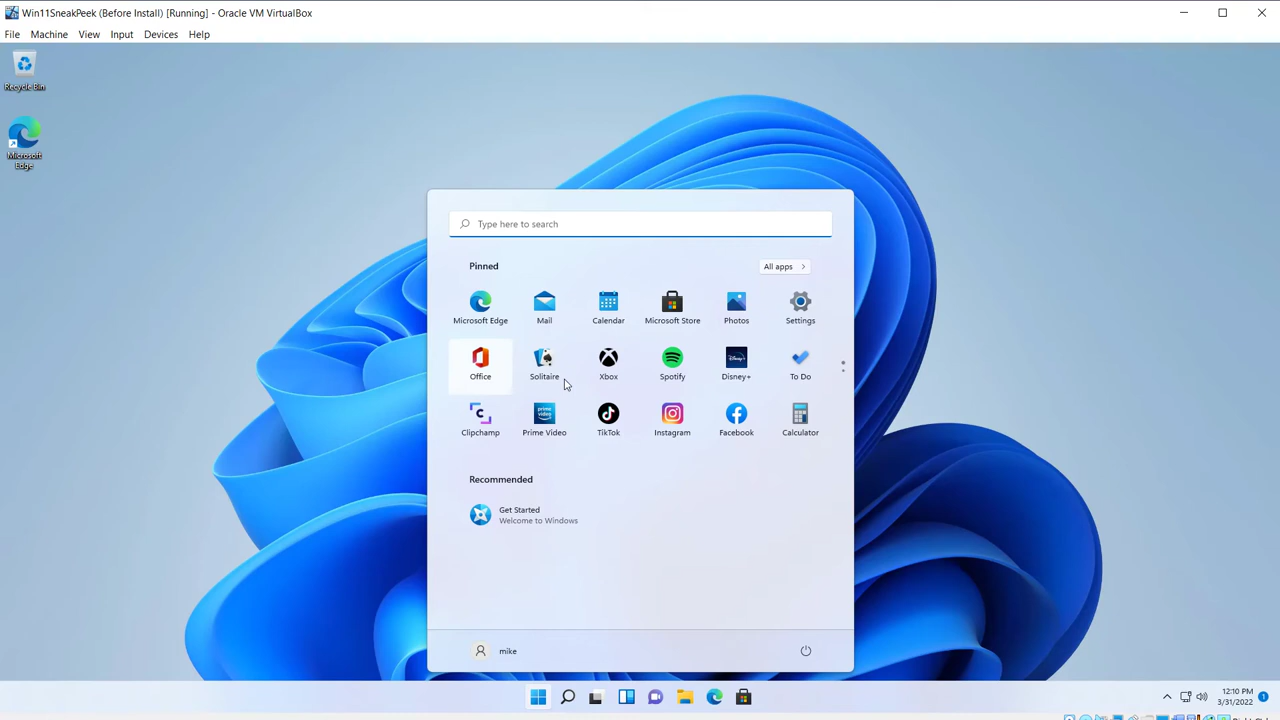 Win11SneakPeek (Before Install) [Running] - Oracle VM VirtualBox
File Machine View Input Devices Help
Recycle Bin
Microsoft
Edge
Type here to search
Pinned
All apps
Microsoft Edge Mail Calendar Microsoft Store Photos Settings
Office Solitaire Xbox Spotify Disney+ To Do
Clipchamp Prime Video TikTok Instagram Facebook Calculator
Recommended
Get Started
Welcome to Windows
mike
12:10 PM
3/31/2022
1